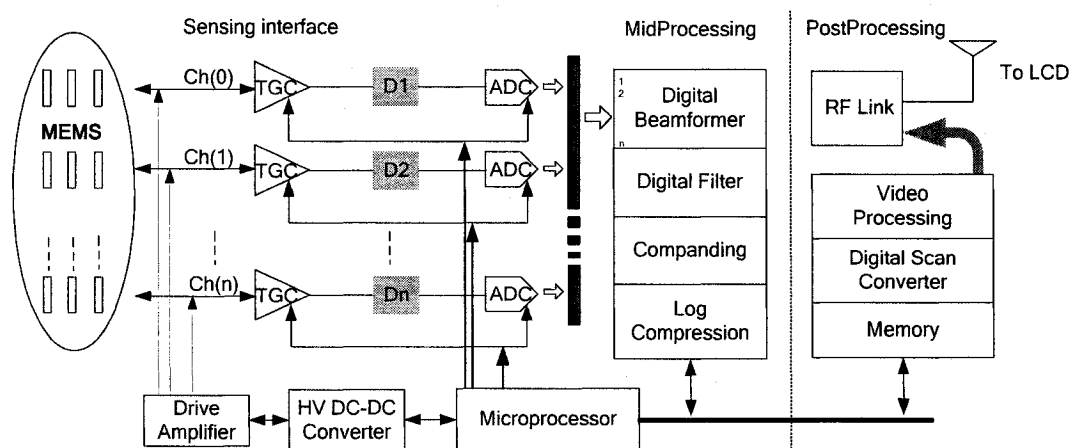 Sensing interface
MidProcessing
PostProcessing
MEMS
Ch(0)
TGC
D1
ADC
Ch(1)
TGC
D2
ADC
Ch(n)
TGC
Dn
ADC
1
2
n
Digital
Beamformer
Digital Filter
Companding
Log
Compression
To LCD
RF Link
Video
Processing
Digital Scan
Converter
Memory
Drive
Amplifier
HV DC-DC
Converter
Microprocessor